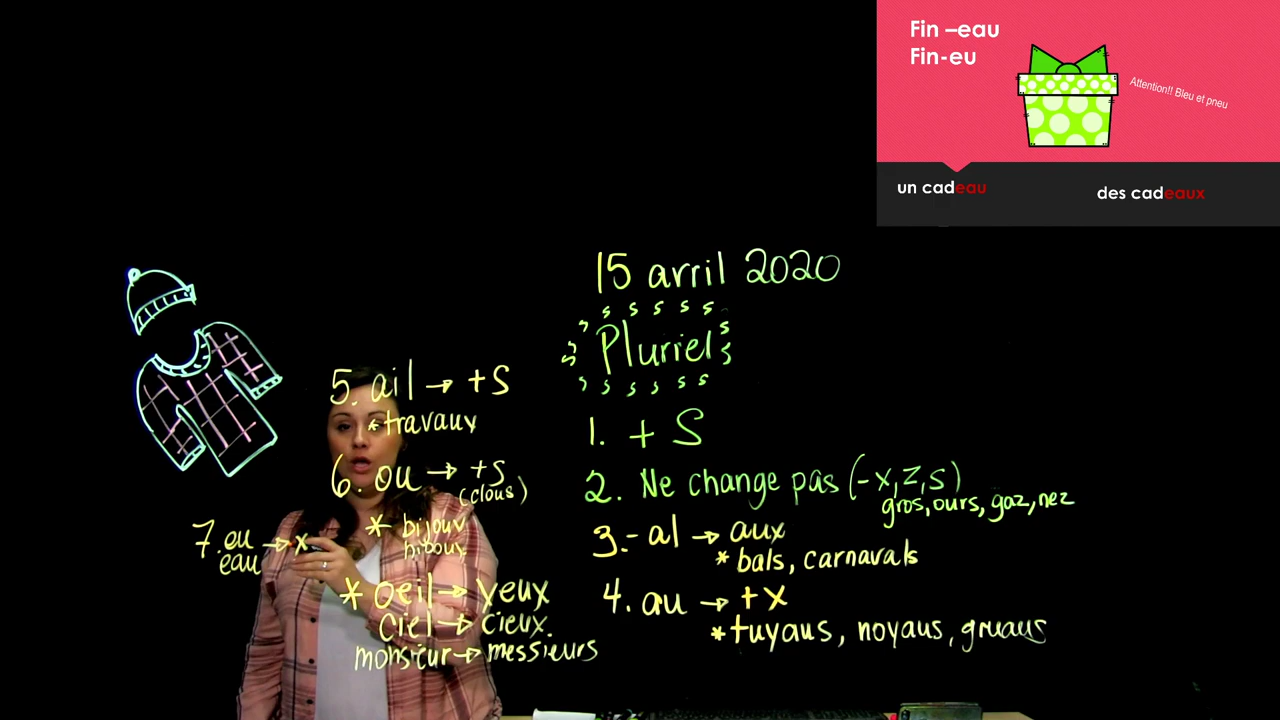 Fin –eau
Fin-eu
Attention!! Bleu et pneu
un cadeau
des cadeaux
15 avril 2020
s s s s s
Pluriel
s s s s s
1. + S
2. Ne change pas (-x,z,s)
gros, ours, gaz, nez
3. -al → aux
* bals, carnavals
4. au → +x
*tuyaus, noyaus, gruaus
5. ail → +S
*travaux
6. ou → +s
(clous)
* bijoux
hiboux
* oeil → yeux
ciel → cieux.
monsieur → messieurs
7. eu
eau → x